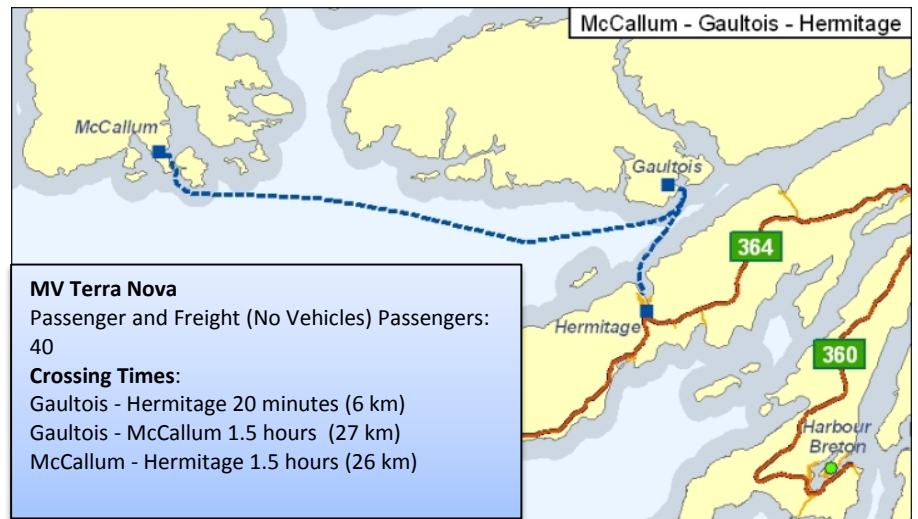 McCallum - Gaultois - Hermitage
McCallum
Gaultois
364
Hermitage
360
Harbour
Breton
MV Terra Nova
Passenger and Freight (No Vehicles) Passengers:
40
Crossing Times:
Gaultois - Hermitage 20 minutes (6 km)
Gaultois - McCallum 1.5 hours  (27 km)
McCallum - Hermitage 1.5 hours (26 km)